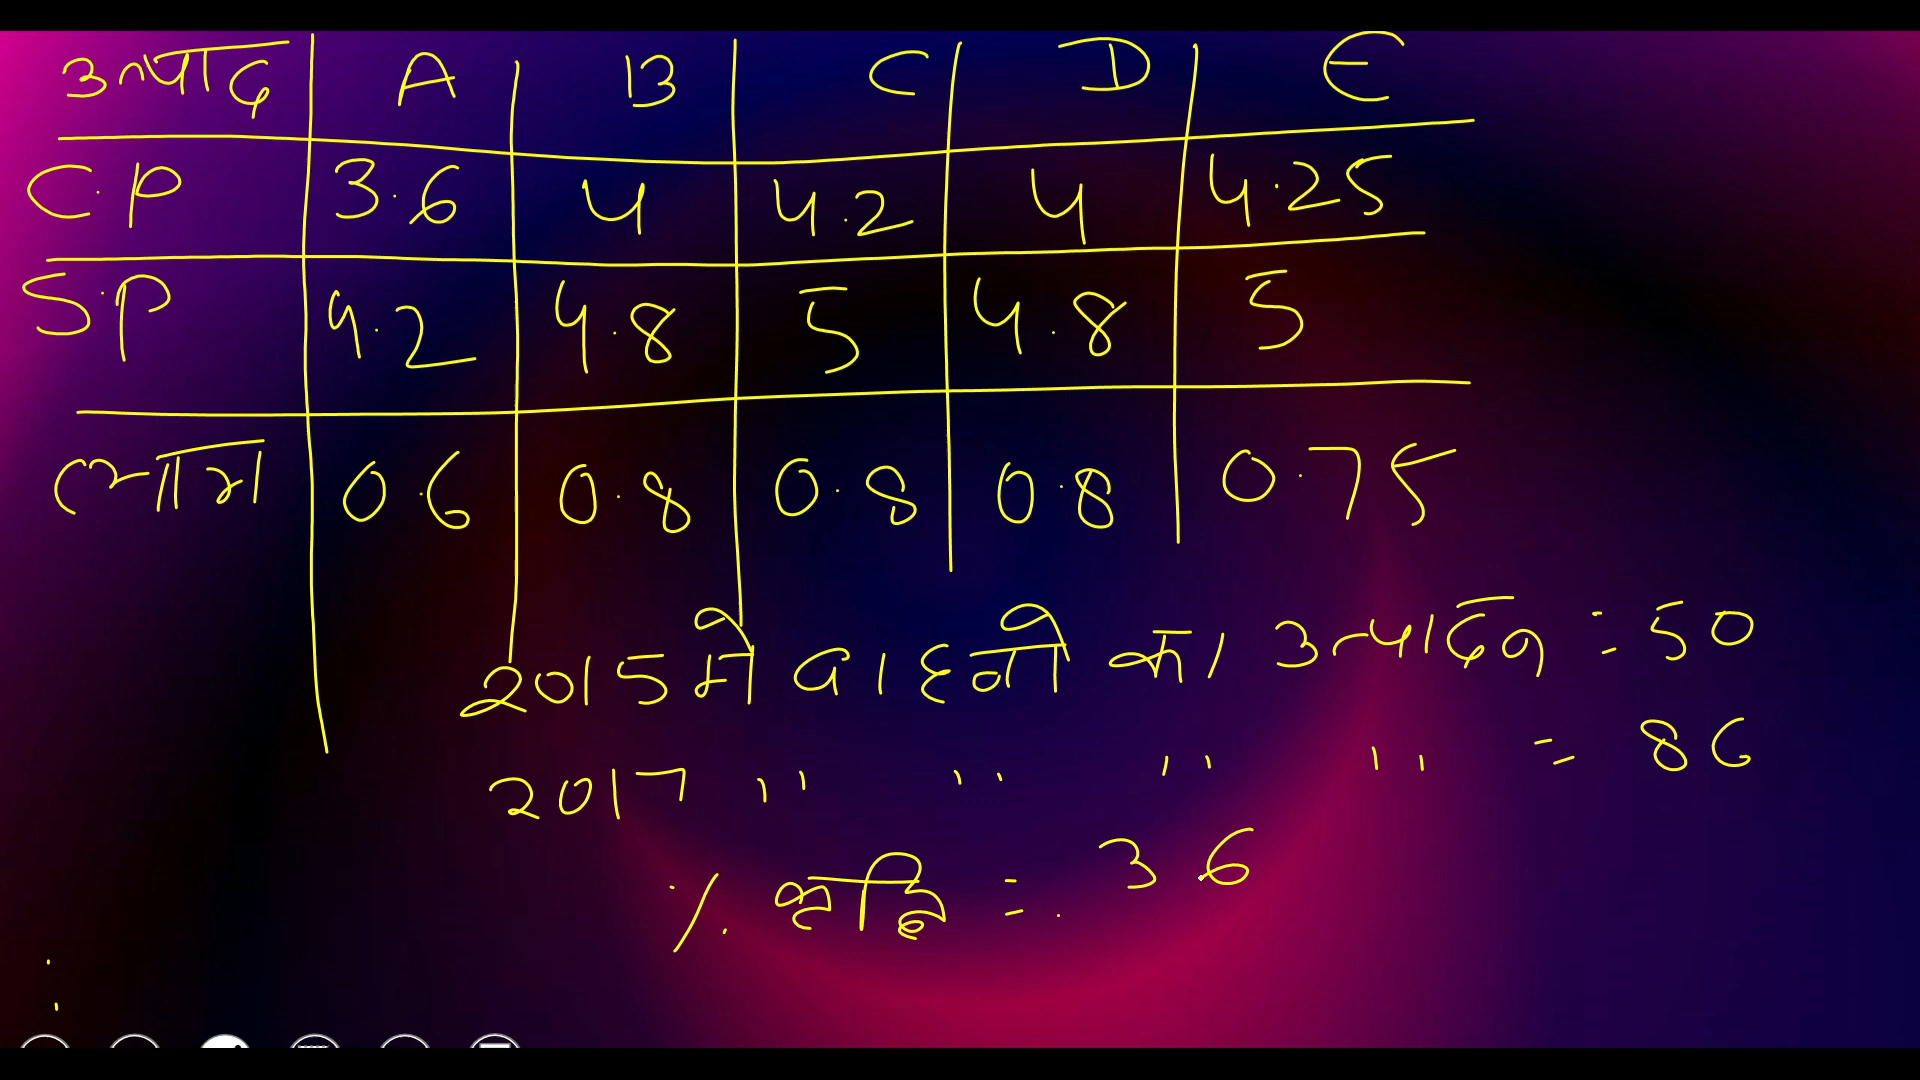 उत्पाद A B C D E
C.P 3.6 4 4.2 4 4.25
S.P 4.2 4.8 5 4.8 5
लाभ 0.6 0.8 0.8 0.8 0.75
2015 में वाहनो का उत्पादन = 50
2017 " " " " = 86
% वृद्धि = 36